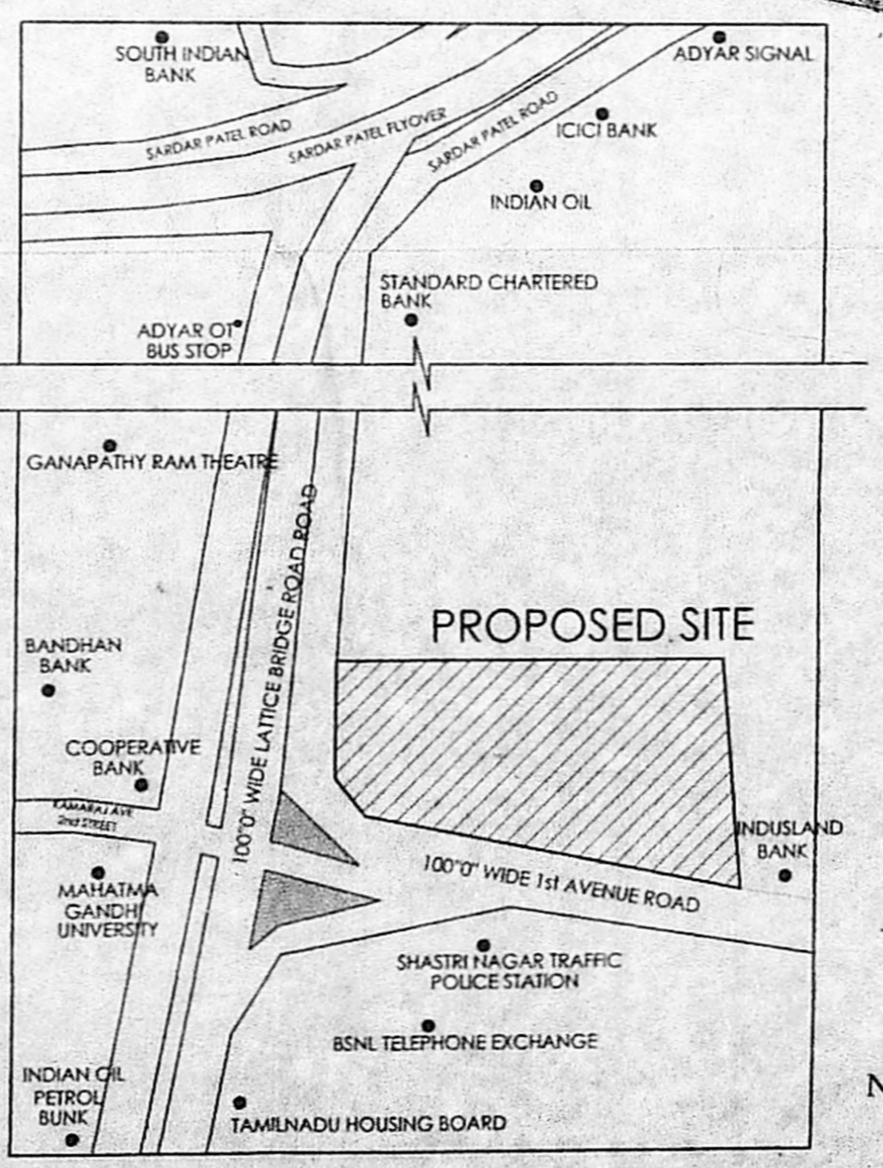 SOUTH INDIAN
BANK
ADYAR SIGNAL
SARDAR PATEL ROAD
SARDAR PATEL FLYOVER
SARDAR PATEL ROAD
ICICI BANK
INDIAN OIL
STANDARD CHARTERED
BANK
ADYAR OT
BUS STOP
GANAPATHY RAM THEATRE
100"0" WIDE LATTICE BRIDGE ROAD ROAD
PROPOSED SITE
BANDHAN
BANK
COOPERATIVE
BANK
KAMARAJ AVE
2nd STREET
INDUSLAND
BANK
100"0" WIDE 1st AVENUE ROAD
MAHATMA
GANDHI
UNIVERSITY
SHASTRI NAGAR TRAFFIC
POLICE STATION
BSNL TELEPHONE EXCHANGE
INDIAN OIL
PETROL
BUNK
TAMILNADU HOUSING BOARD
N